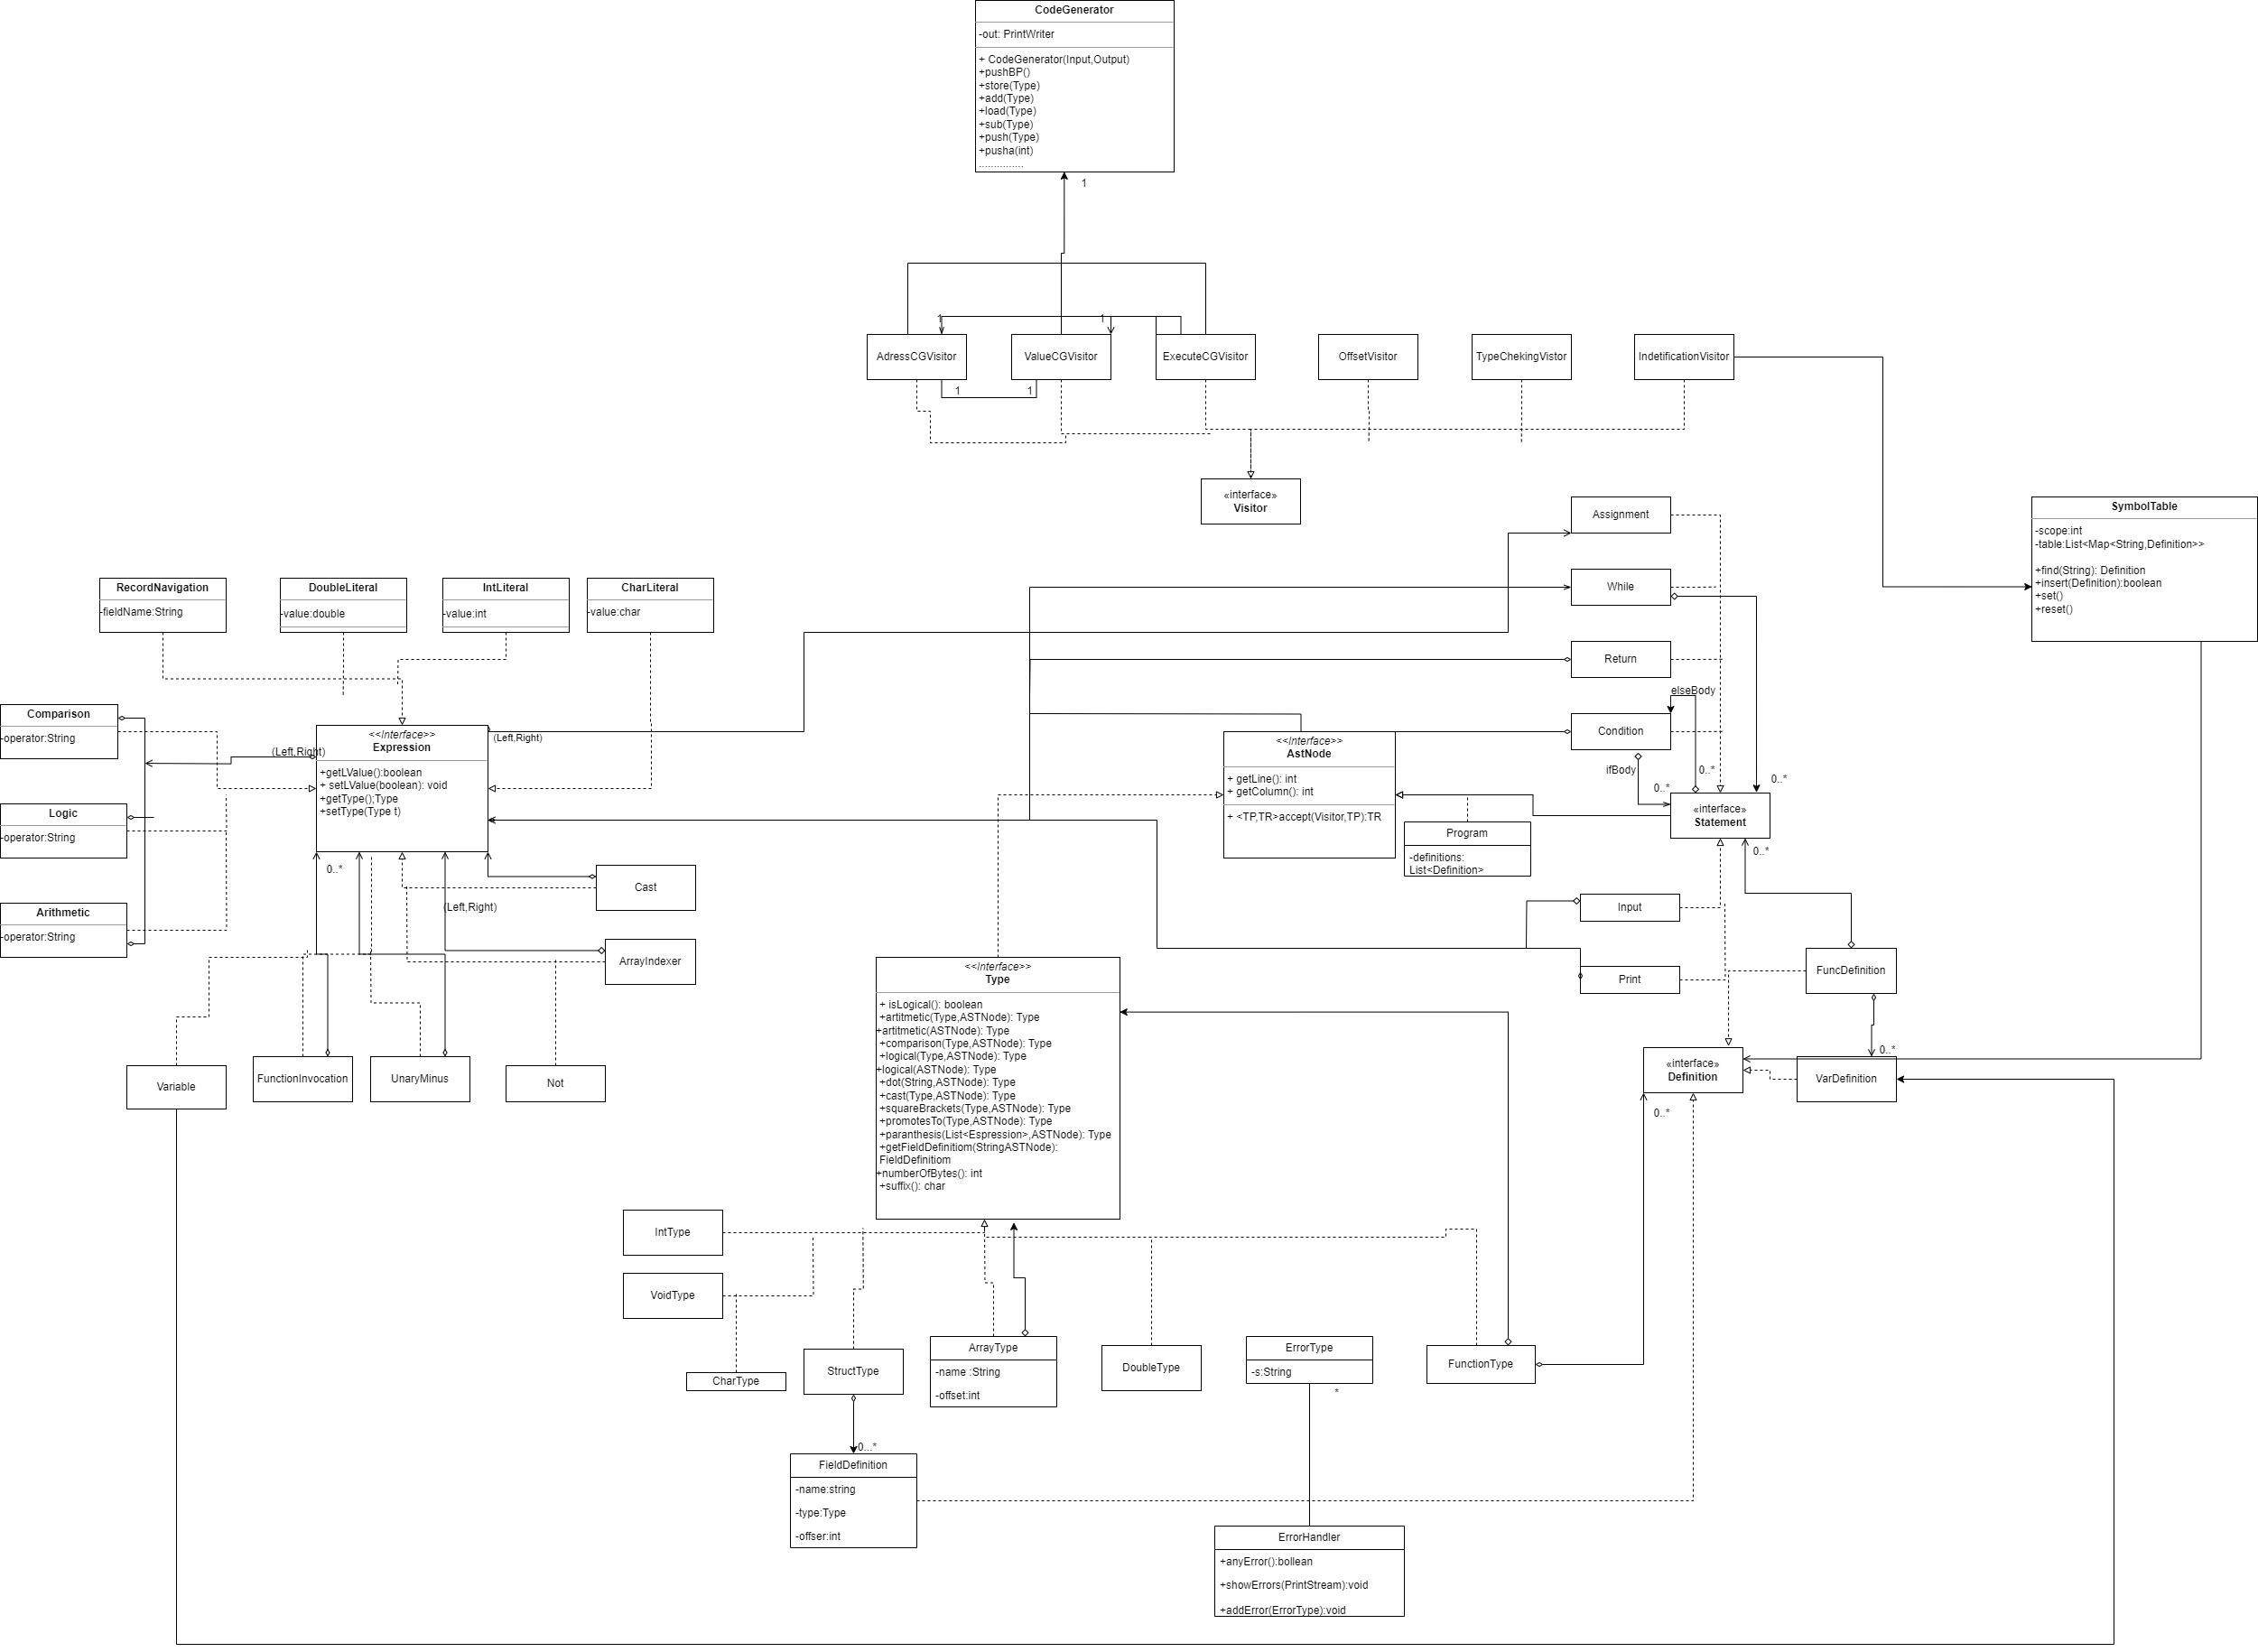 CodeGenerator
-out: PrintWriter
+ CodeGenerator(Input,Output)
+pushBP()
+store(Type)
+add(Type)
+load(Type)
+sub(Type)
+push(Type)
+pusha(int)
...............
1
1
1
AdressCGVisitor
ValueCGVisitor
ExecuteCGVisitor
OffsetVisitor
TypeChekingVistor
IndetificationVisitor
1
1
«interface»
Visitor
Assignment
While
Return
elseBody
Condition
ifBody
0..*
0..*
0..*
«interface»
Statement
0..*
SymbolTable
-scope:int
-table:List<Map<String,Definition>>
+find(String): Definition
+insert(Definition):boolean
+set()
+reset()
RecordNavigation
-fieldName:String
DoubleLiteral
-value:double
IntLiteral
-value:int
CharLiteral
-value:char
Comparison
-operator:String
Logic
-operator:String
Arithmetic
-operator:String
(Left,Right)
<<Interface>>
Expression
+getLValue():boolean
+ setLValue(boolean): void
+getType();Type
+setType(Type t)
(Left,Right)
0..*
(Left,Right)
Cast
ArrayIndexer
Variable
FunctionInvocation
UnaryMinus
Not
<<Interface>>
AstNode
+ getLine(): int
+ getColumn(): int
+ <TP,TR>accept(Visitor,TP):TR
Program
-definitions:
List<Definition>
Input
Print
FuncDefinition
0..*
VarDefinition
«interface»
Definition
0..*
<<Interface>>
Type
+ isLogical(): boolean
+artitmetic(Type,ASTNode): Type
+artitmetic(ASTNode): Type
+comparison(Type,ASTNode): Type
+logical(Type,ASTNode): Type
+logical(ASTNode): Type
+dot(String,ASTNode): Type
+cast(Type,ASTNode): Type
+squareBrackets(Type,ASTNode): Type
+promotesTo(Type,ASTNode): Type
+paranthesis(List<Espression>,ASTNode): Type
+getFieldDefinitiom(StringASTNode):
FieldDefinitiom
+numberOfBytes(): int
+suffix(): char
IntType
VoidType
CharType
StructType
ArrayType
-name :String
-offset:int
DoubleType
ErrorType
-s:String
*
FunctionType
0...*
FieldDefinition
-name:string
-type:Type
-offser:int
ErrorHandler
+anyError():bollean
+showErrors(PrintStream):void
+addError(ErrorType):void